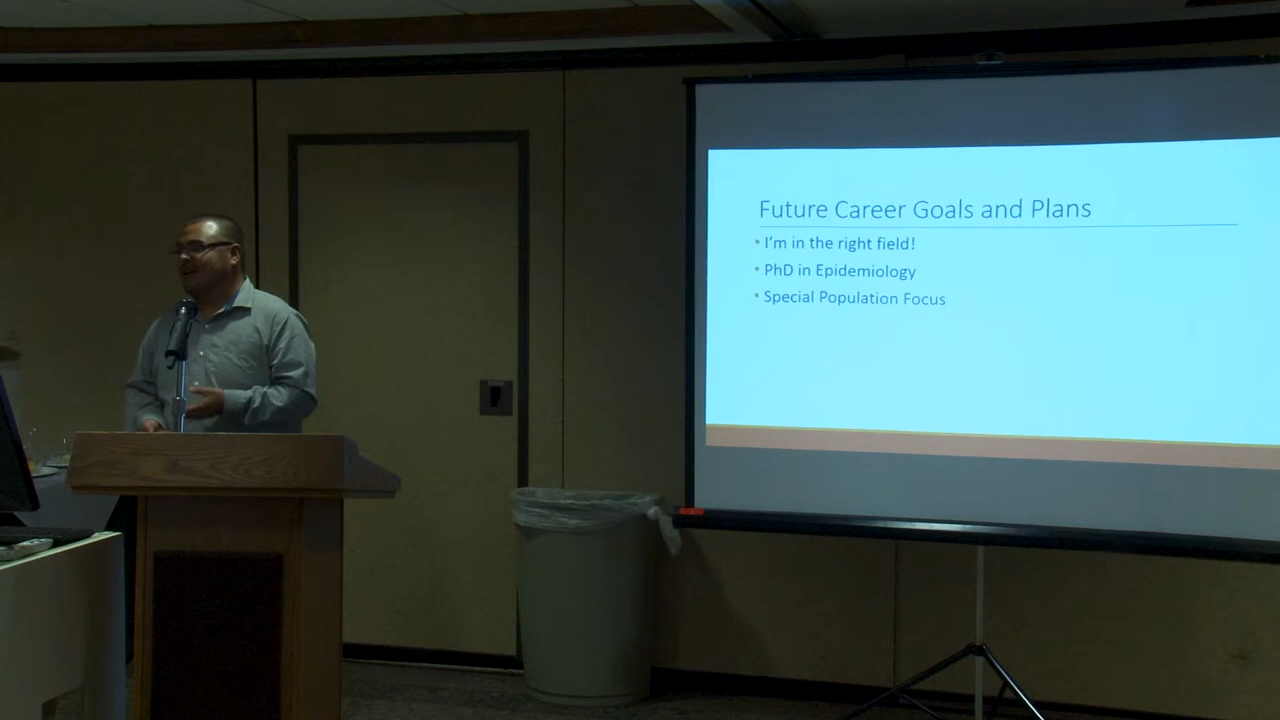 Future Career Goals and Plans
• I'm in the right field!
• PhD in Epidemiology
• Special Population Focus